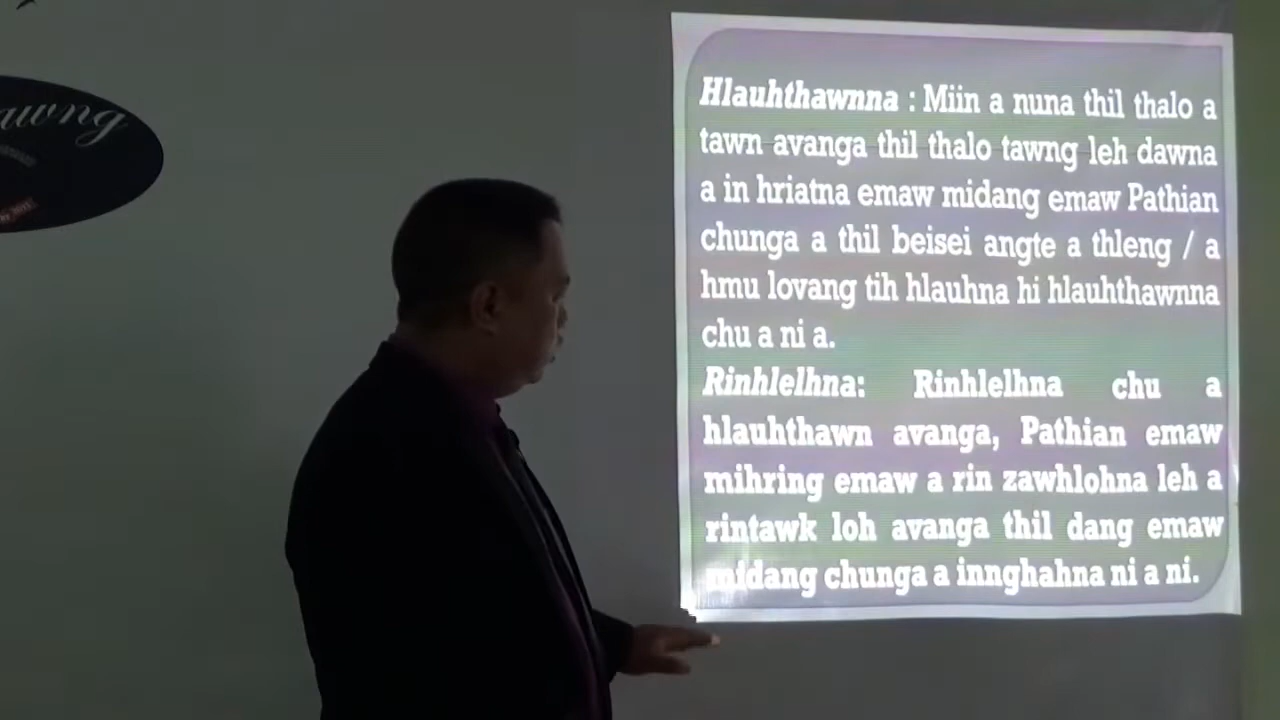 Hlauhthawnna : Miin a nuna thil thalo a
tawn avanga thil thalo tawng leh dawna
a in hriatna emaw midang emaw Pathian
chunga a thil beisei angte a thleng / a
hmu lovang tih hlauhna hi hlauhthawnna
chu a ni a.
Rinhlelhna: Rinhlelhna chu a
hlauhthawn avanga, Pathian emaw
mihring emaw a rin zawhlohna leh a
rintawk loh avanga thil dang emaw
midang chunga a innghahna ni a ni.